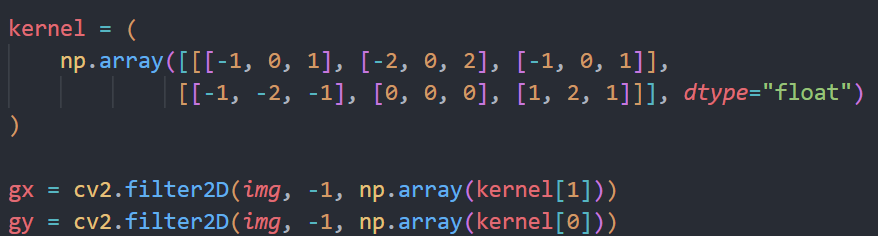 kernel = (
    np.array([[[-1, 0, 1], [-2, 0, 2], [-1, 0, 1]],
             [[-1, -2, -1], [0, 0, 0], [1, 2, 1]]], dtype="float")
)

gx = cv2.filter2D(img, -1, np.array(kernel[1]))
gy = cv2.filter2D(img, -1, np.array(kernel[0]))